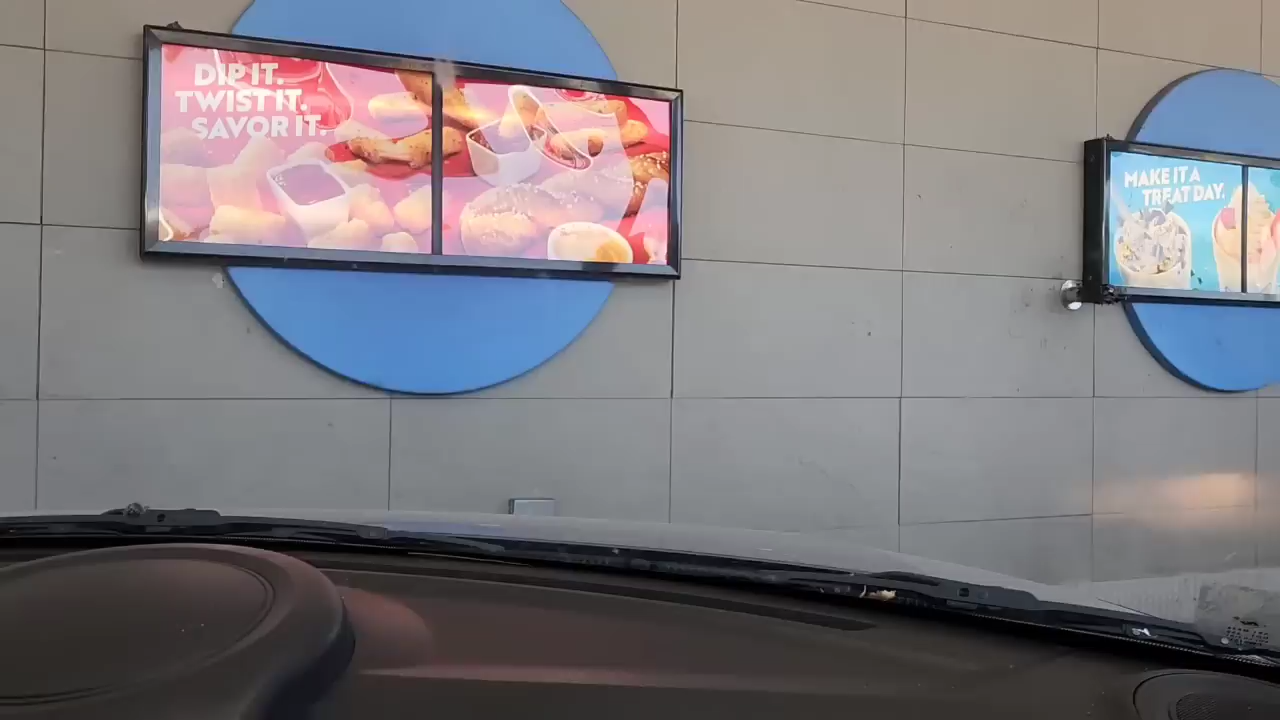 DIP IT.
TWIST IT.
SAVOR IT.
MAKE IT A
TREAT DAY.